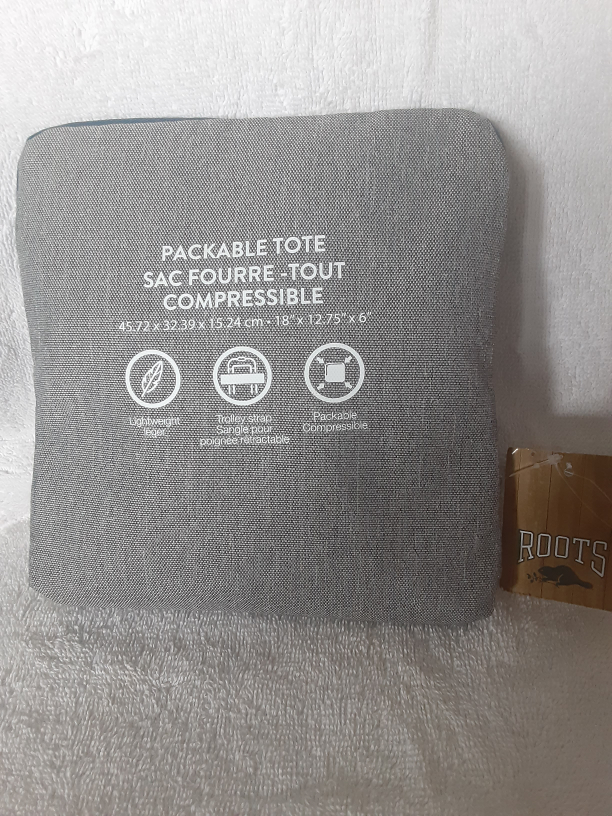 PACKABLE TOTE
SAC FOURRE -TOUT
COMPRESSIBLE
45.72 x 32.39 x 15.24 cm • 18" x 12.75" x 6"
Lightweight
léger
Trolley strap
Sangle pour
poignée rétractable
Packable
Compressible
ROOTS